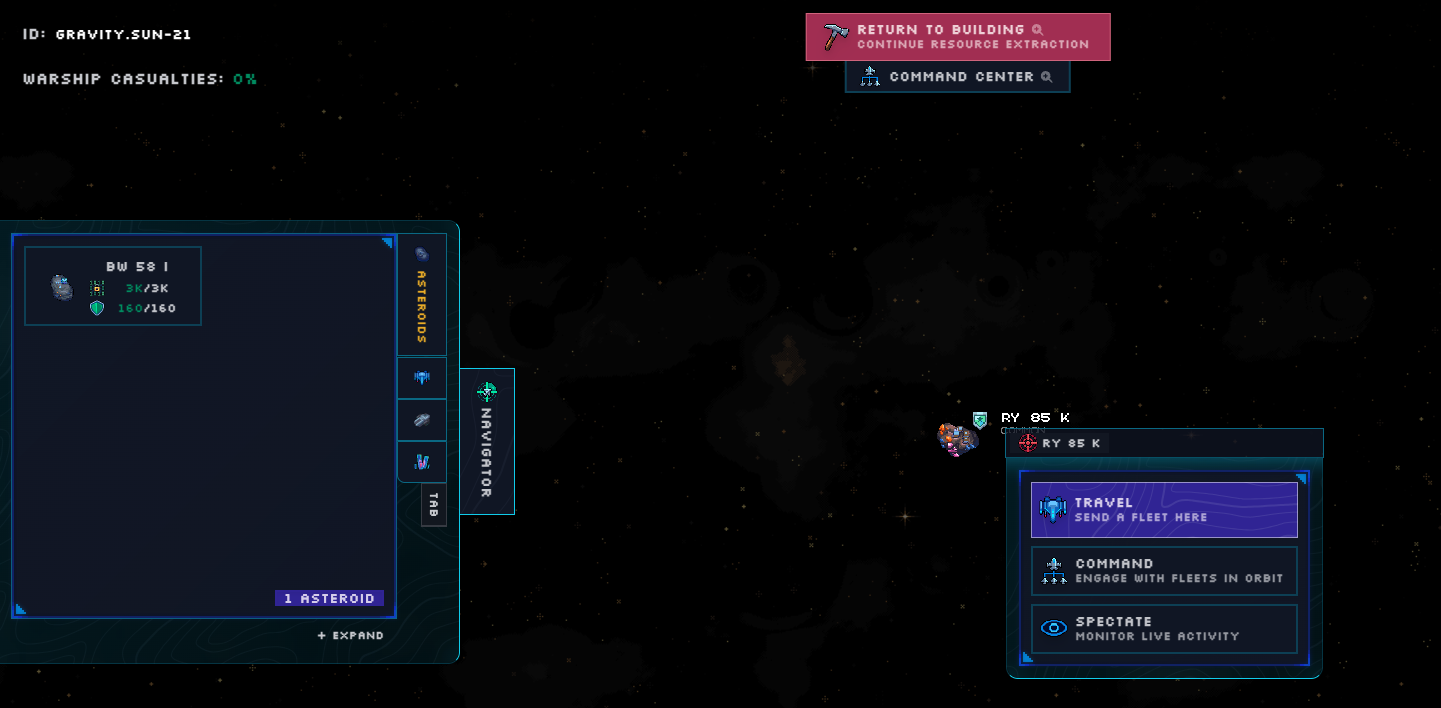 ID: GRAVITY.SUN-21
WARSHIP CASUALTIES: 0%
RETURN TO BUILDING
CONTINUE RESOURCE EXTRACTION
COMMAND CENTER
BW 58 I
3K/3K
160/160
ASTEROIDS
TAB
1 ASTEROID
+ EXPAND
NAVIGATOR
RY 85 K
COMMON
RY 85 K
TRAVEL
SEND A FLEET HERE
COMMAND
ENGAGE WITH FLEETS IN ORBIT
SPECTATE
MONITOR LIVE ACTIVITY